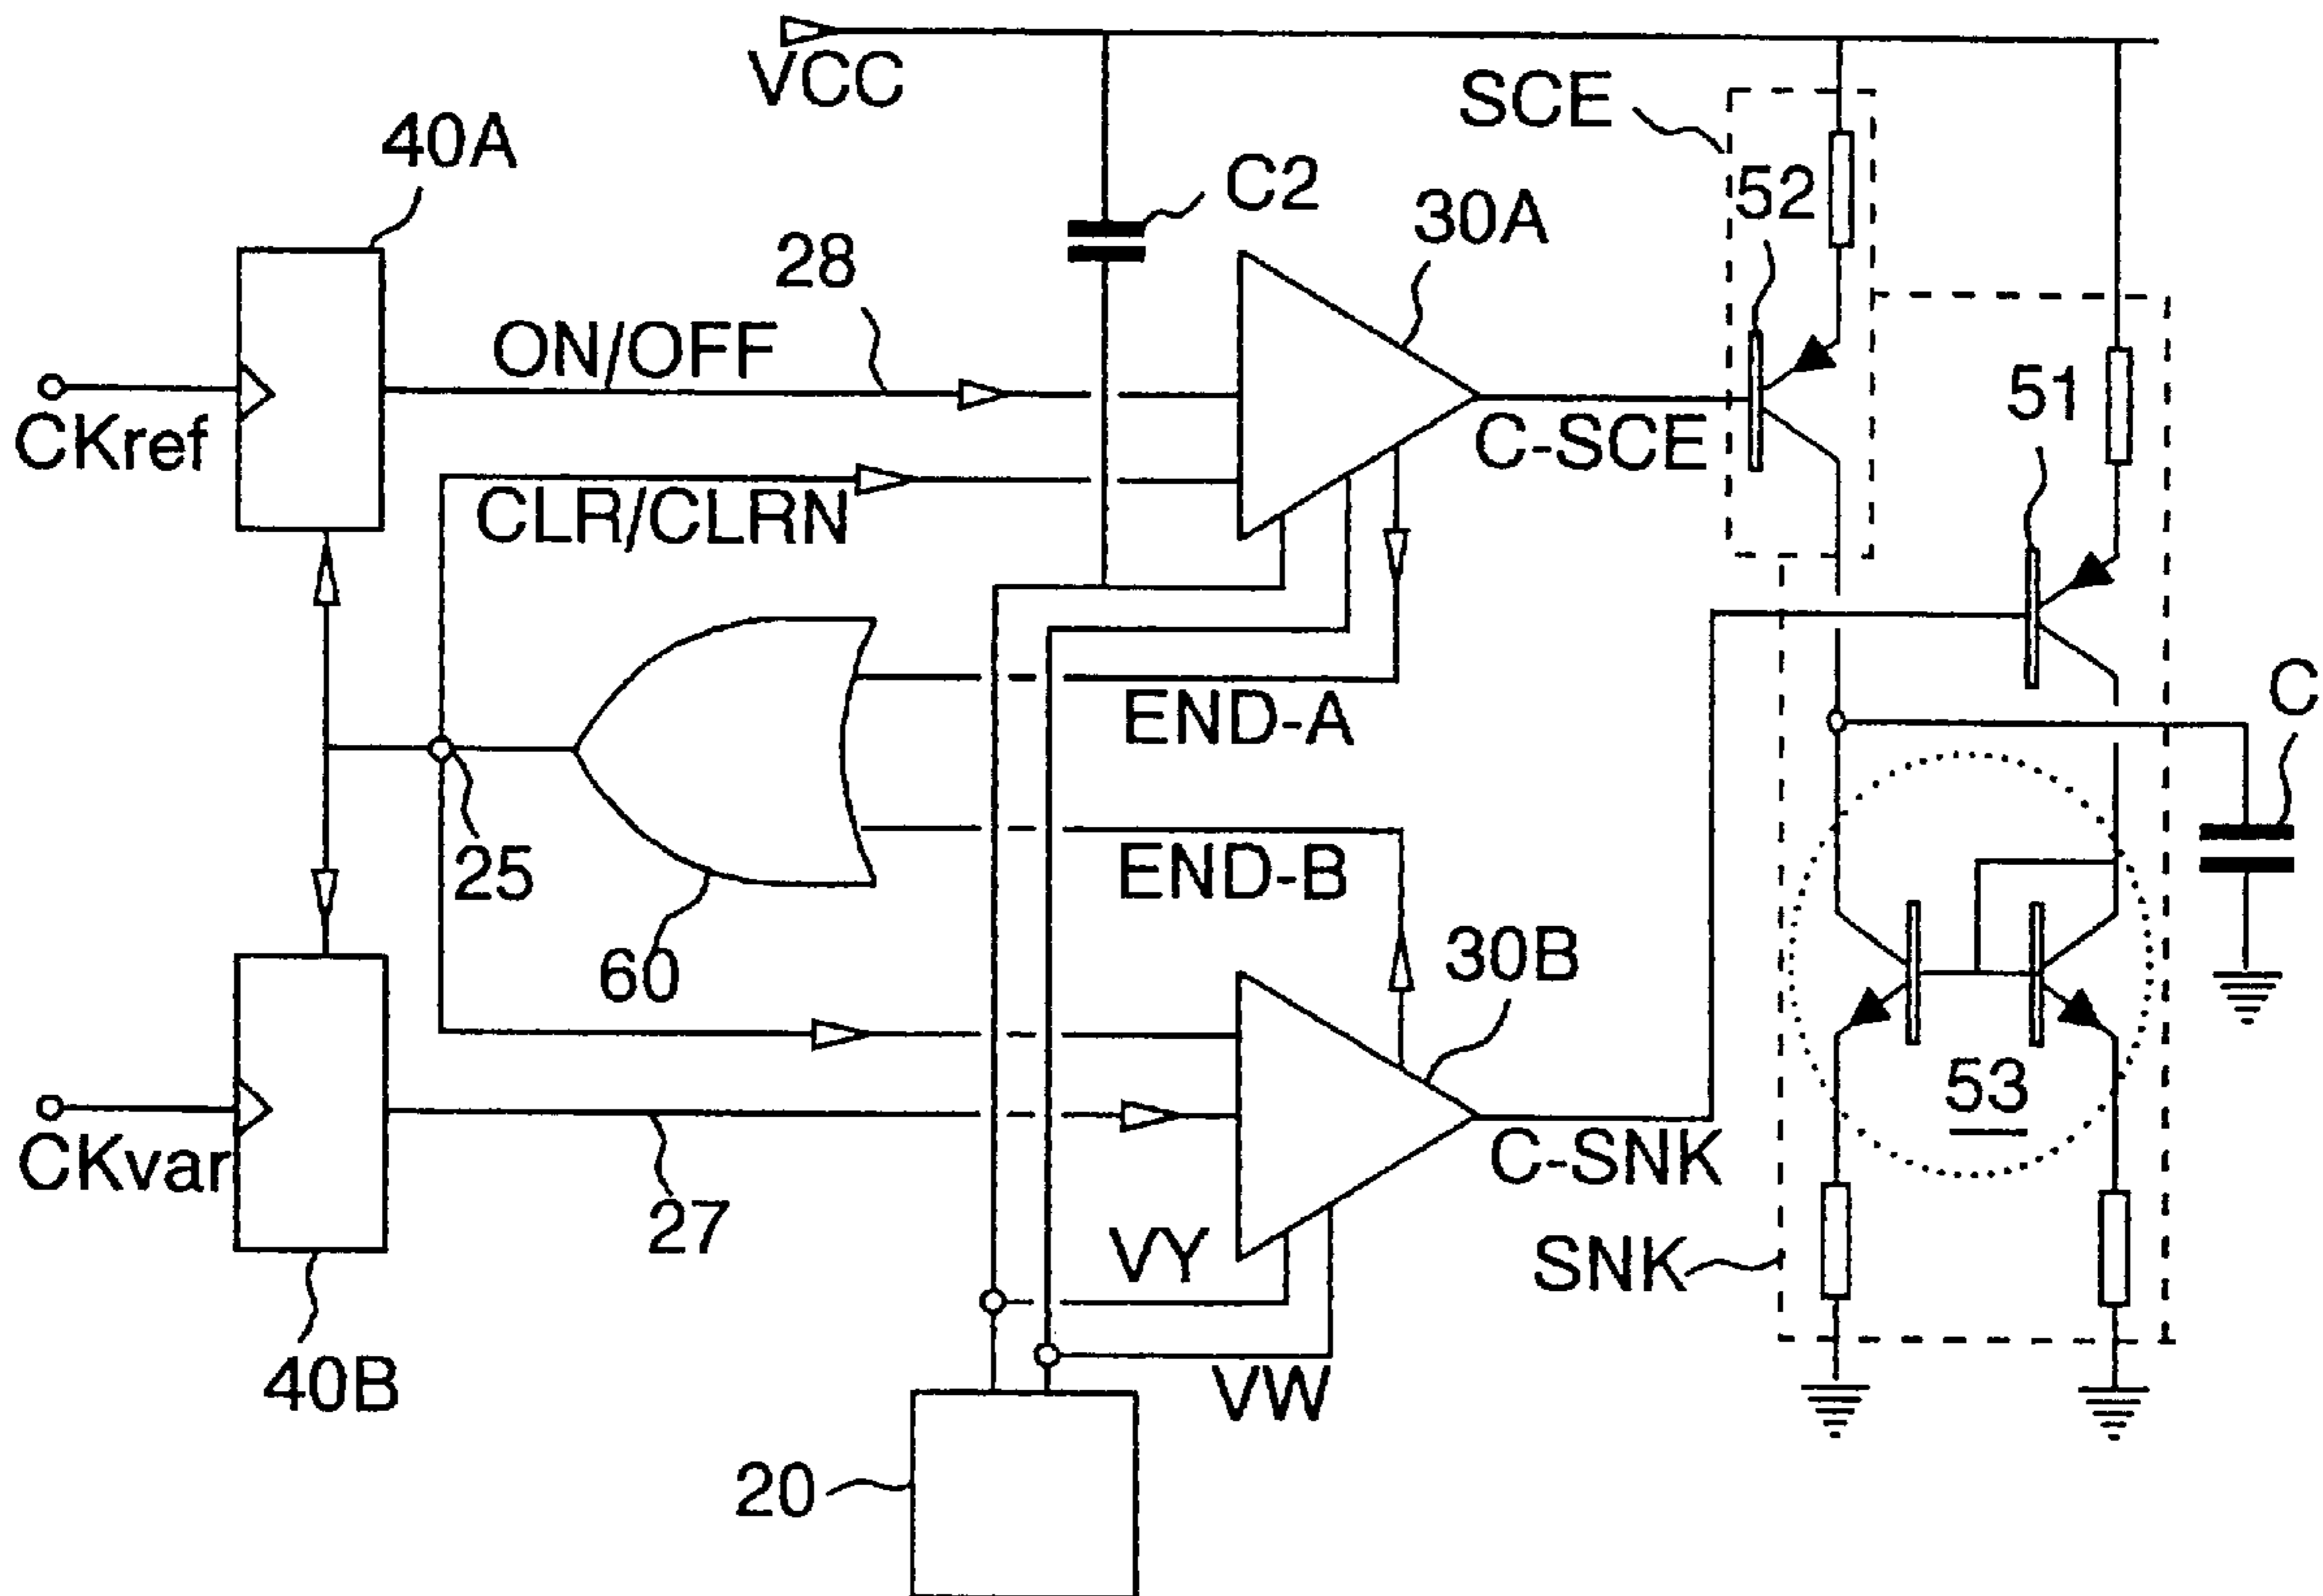 VCC
SCE
40A
C2
52
30A
28
ON/OFF
51
CKref
C-SCE
CLR/CLRN
C
END-A
25
END-B
60
30B
53
CKvar
C-SNK
27
VY
SNK
40B
VW
20